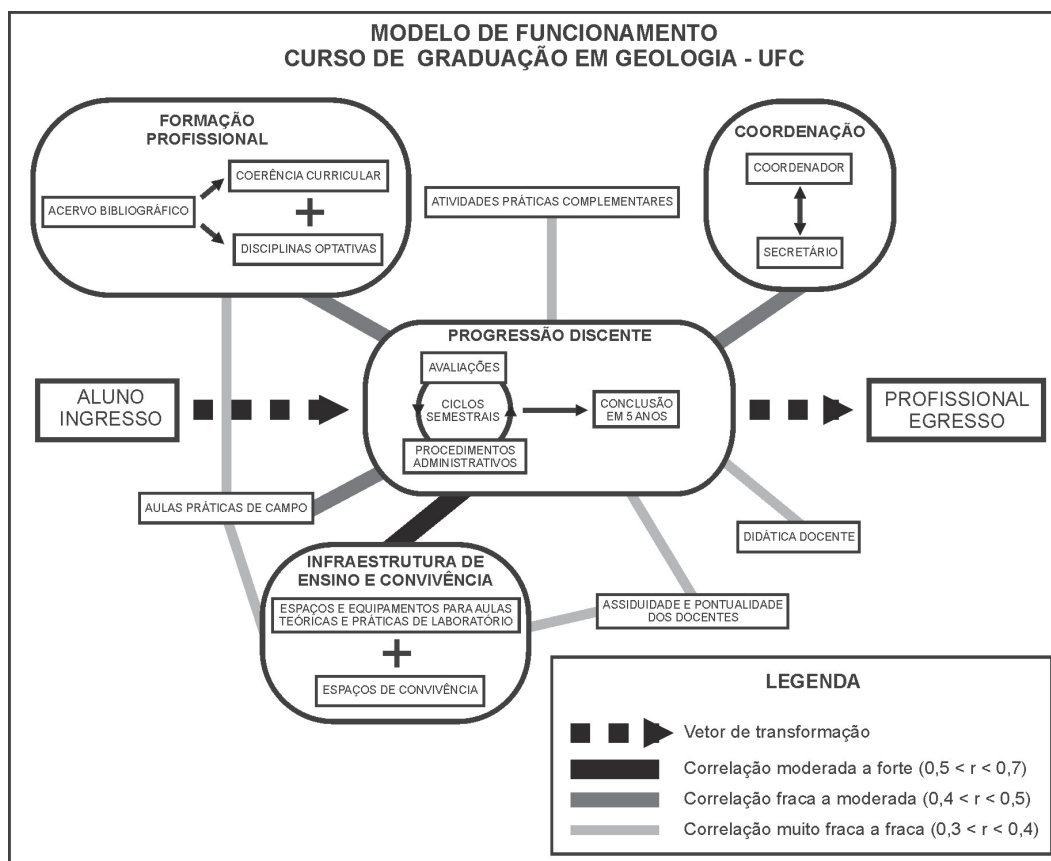 MODELO DE FUNCIONAMENTO
CURSO DE GRADUAÇÃO EM GEOLOGIA - UFC
FORMAÇÃO
PROFISSIONAL
COERÊNCIA CURRICULAR
ACERVO BIBLIOGRÁFICO
+
DISCIPLINAS OPTATIVAS
ATIVIDADES PRÁTICAS COMPLEMENTARES
COORDENAÇÃO
COORDENADOR
SECRETÁRIO
PROGRESSÃO DISCENTE
AVALIAÇÕES
CICLOS
SEMESTRAIS
PROCEDIMENTOS
ADMINISTRATIVOS
CONCLUSÃO
EM 5 ANOS
ALUNO
INGRESSO
PROFISSIONAL
EGRESSO
AULAS PRÁTICAS DE CAMPO
DIDÁTICA DOCENTE
INFRAESTRUTURA DE
ENSINO E CONVIVÊNCIA
ESPAÇOS E EQUIPAMENTOS PARA AULAS
TEÓRICAS E PRÁTICAS DE LABORATÓRIO
+
ESPAÇOS DE CONVIVÊNCIA
ASSIDUIDADE E PONTUALIDADE
DOS DOCENTES
LEGENDA
Vetor de transformação
Correlação moderada a forte (0,5 < r < 0,7)
Correlação fraca a moderada (0,4 < r < 0,5)
Correlação muito fraca a fraca (0,3 < r < 0,4)